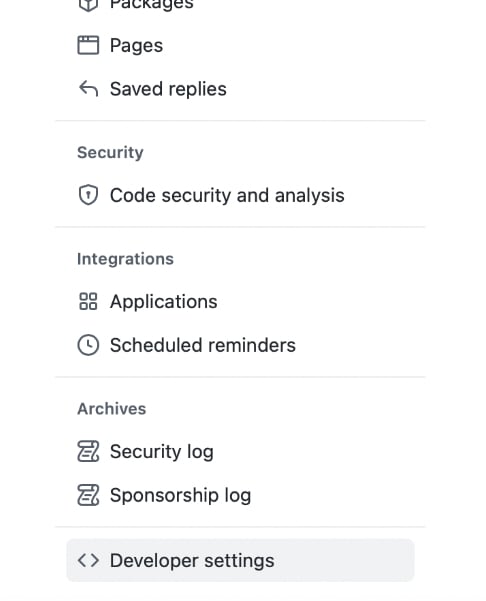 Packages
Pages
Saved replies
Security
Code security and analysis
Integrations
Applications
Scheduled reminders
Archives
Security log
Sponsorship log
Developer settings